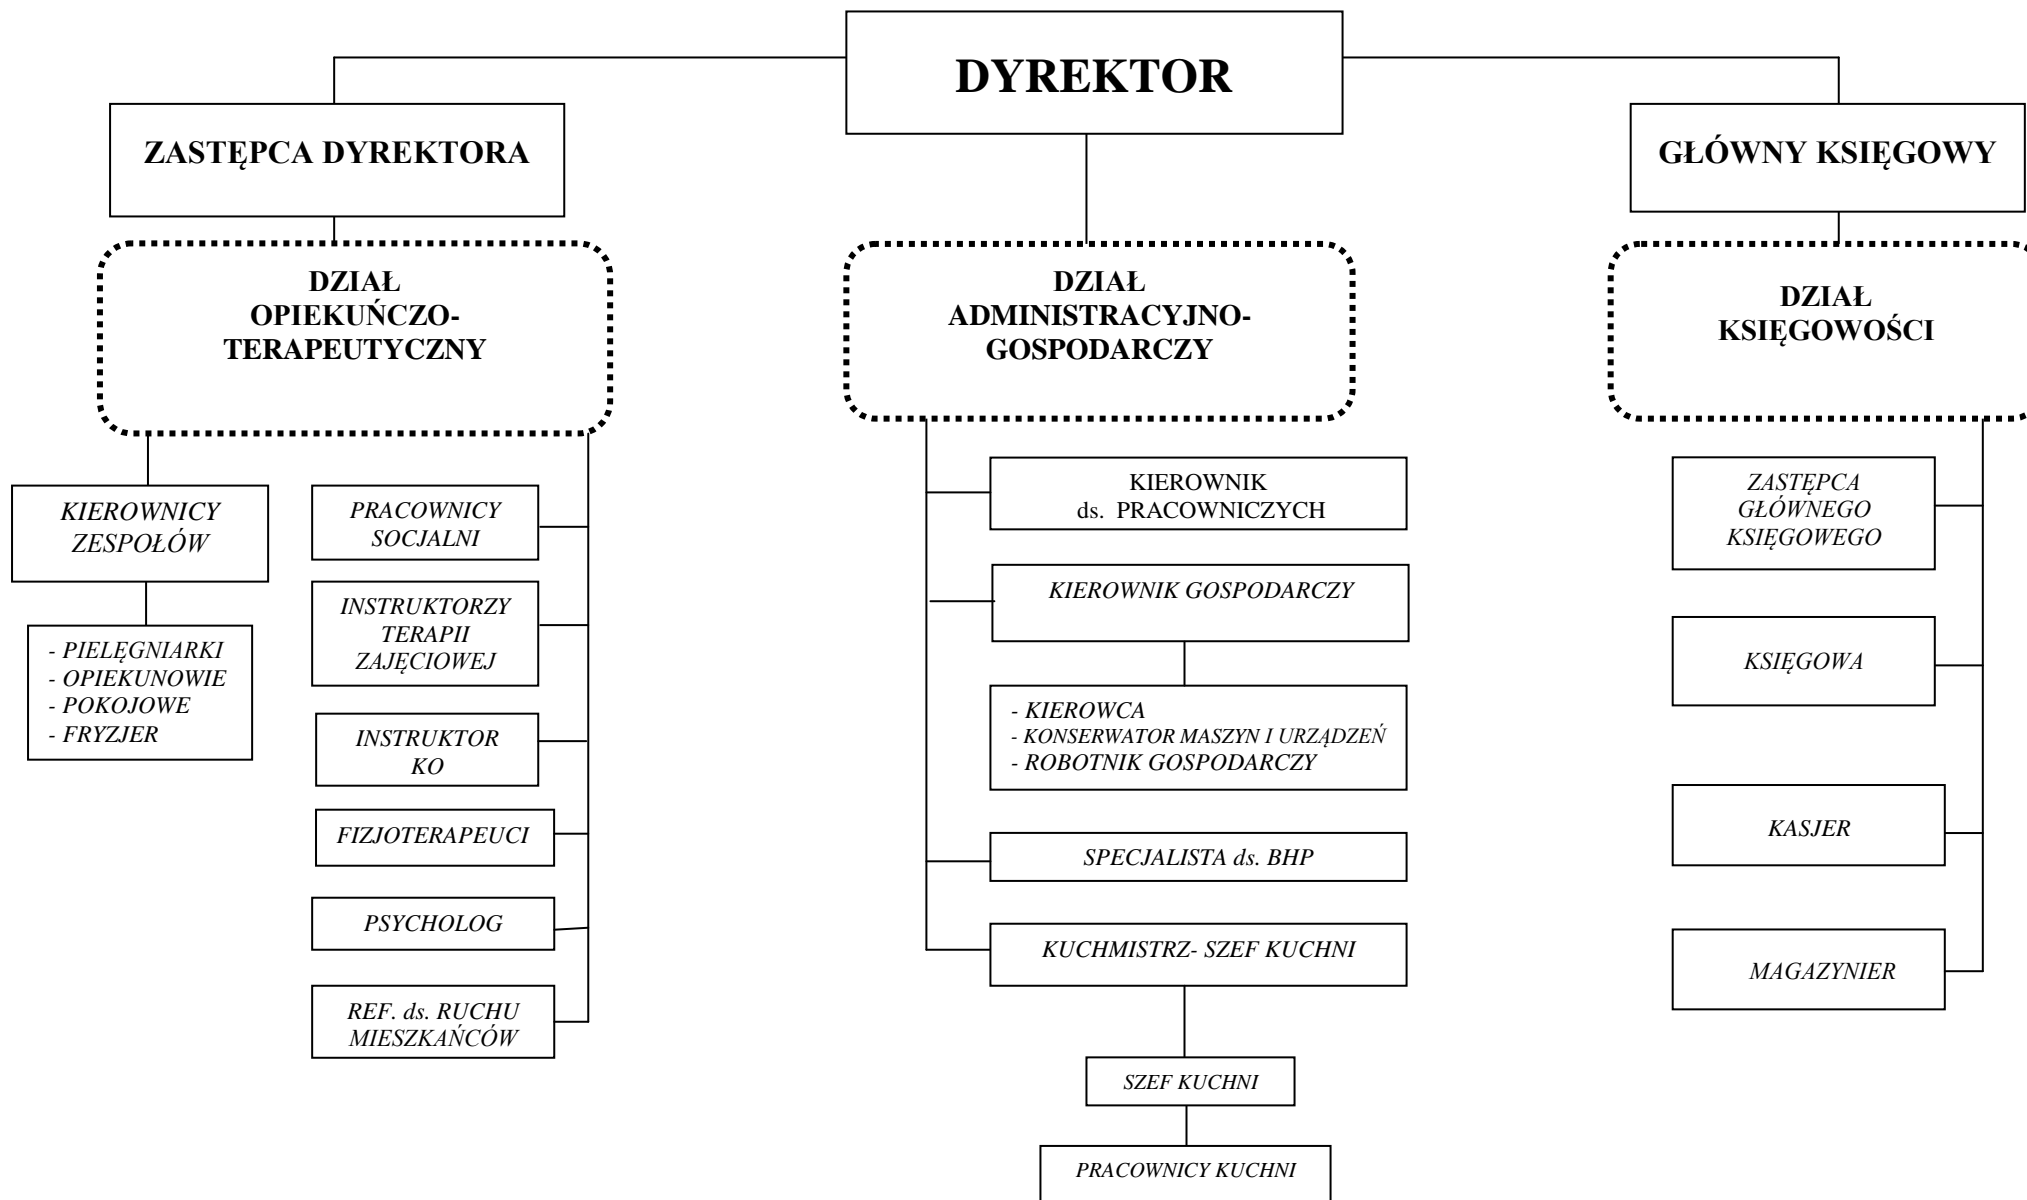 DYREKTOR
ZASTĘPCA DYREKTORA
GŁÓWNY KSIĘGOWY
DZIAŁ
OPIEKUŃCZO-
TERAPEUTYCZNY
DZIAŁ
ADMINISTRACYJNO-
GOSPODARCZY
DZIAŁ
KSIĘGOWOŚCI
KIEROWNICY
ZESPOŁÓW
- PIELĘGNIARKI
- OPIEKUNOWIE
- POKOJOWE
- FRYZJER
PRACOWNICY
SOCJALNI
INSTRUKTORZY
TERAPII
ZAJĘCIOWEJ
INSTRUKTOR
KO
FIZJOTERAPEUCI
PSYCHOLOG
REF. ds. RUCHU
MIESZKAŃCÓW
KIEROWNIK
ds. PRACOWNICZYCH
KIEROWNIK GOSPODARCZY
- KIEROWCA
- KONSERWATOR MASZYN I URZĄDZEŃ
- ROBOTNIK GOSPODARCZY
SPECJALISTA ds. BHP
KUCHMISTRZ- SZEF KUCHNI
SZEF KUCHNI
PRACOWNICY KUCHNI
ZASTĘPCA
GŁÓWNEGO
KSIĘGOWEGO
KSIĘGOWA
KASJER
MAGAZYNIER